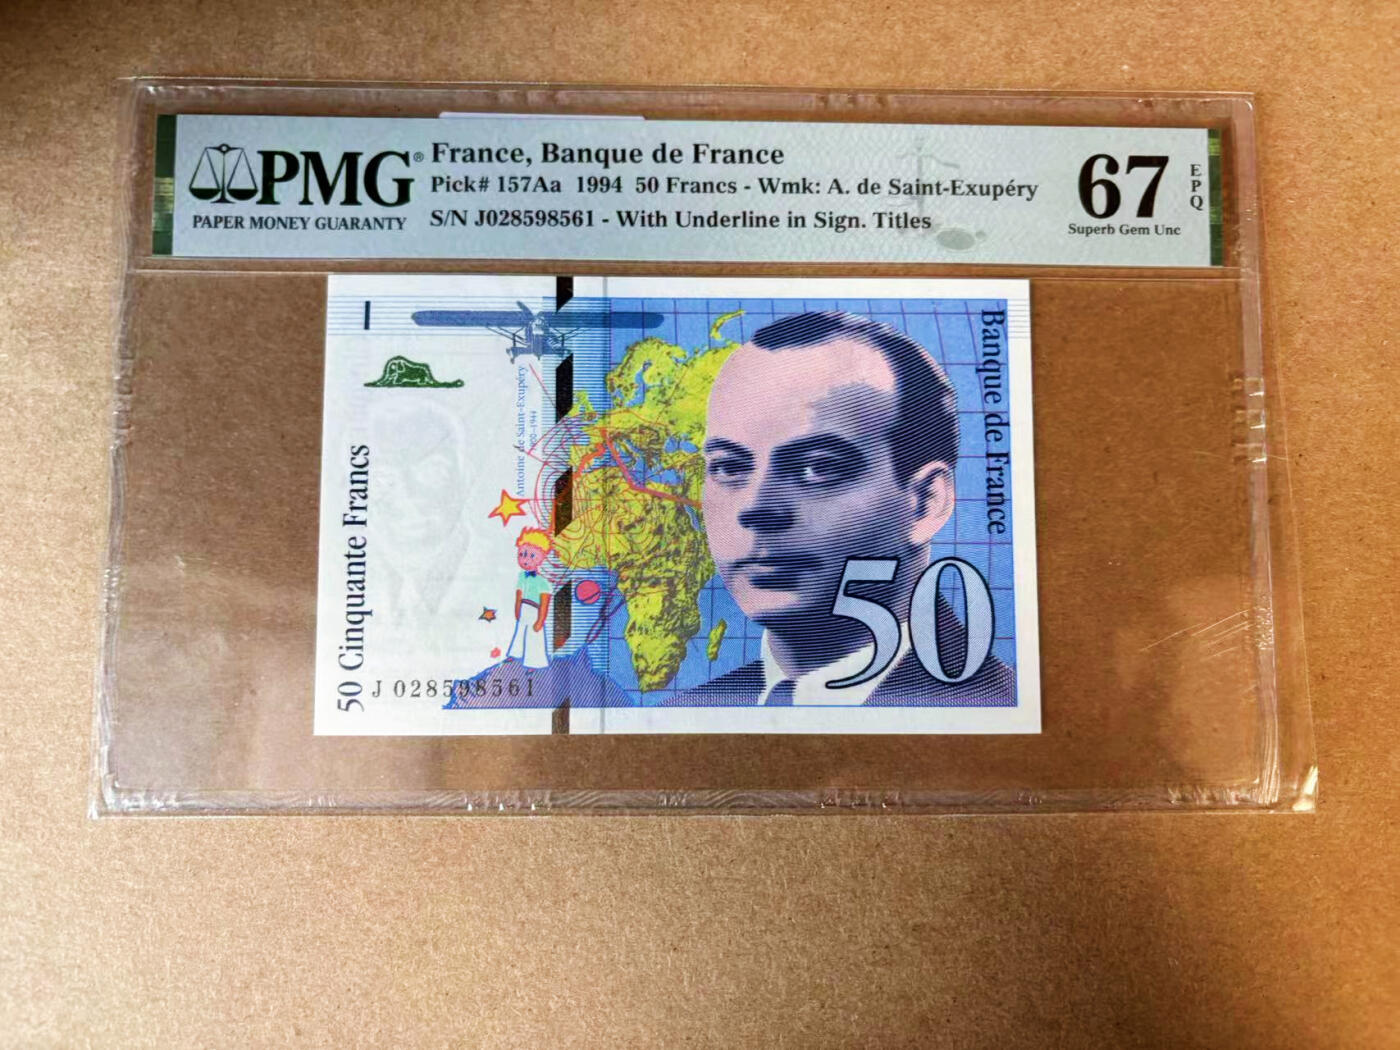 PMG®
PAPER MONEY GUARANTY
France, Banque de France
Pick# 157Aa 1994 50 Francs - Wmk: A. de Saint-Exupéry
S/N J028598561 - With Underline in Sign. Titles
67
EPQ
Superb Gem Unc
50 Cinquante Francs
Antoine de Saint-Exupéry
1900-1944
Banque de France
50
J 028598561